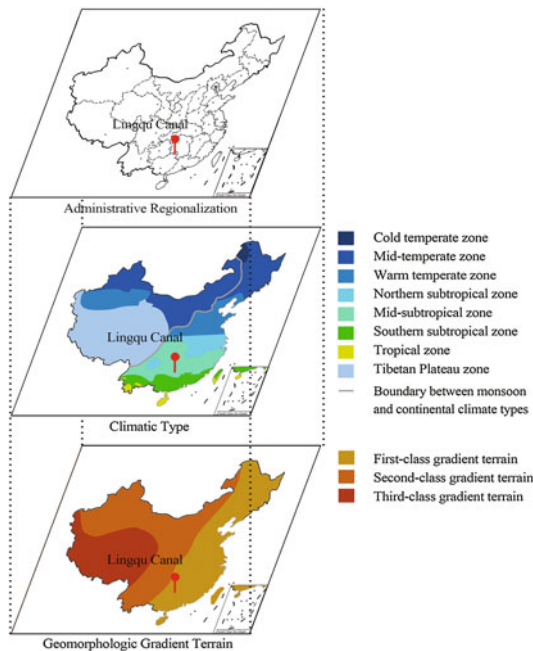 Lingqu Canal
Administrative Regionalization
Lingqu Canal
Climatic Type
Cold temperate zone
Mid-temperate zone
Warm temperate zone
Northern subtropical zone
Mid-subtropical zone
Southern subtropical zone
Tropical zone
Tibetan Plateau zone
Boundary between monsoon
and continental climate types
Lingqu Canal
Geomorphologic Gradient Terrain
First-class gradient terrain
Second-class gradient terrain
Third-class gradient terrain